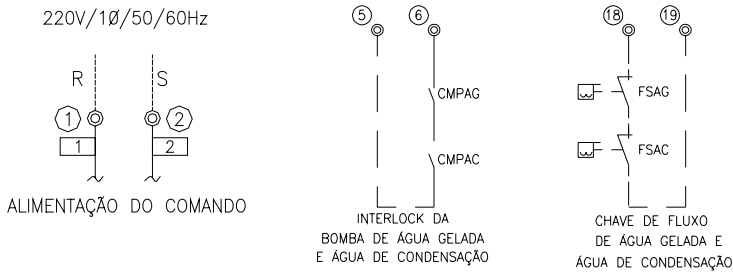 220V/1Ø/50/60Hz
R
S
1
2
1
2
ALIMENTAÇÃO DO COMANDO
5
6
CMPAG
CMPAC
INTERLOCK DA
BOMBA DE ÁGUA GELADA
E ÁGUA DE CONDENSAÇÃO
18
19
FSAG
FSAC
CHAVE DE FLUXO
DE ÁGUA GELADA E
ÁGUA DE CONDENSAÇÃO